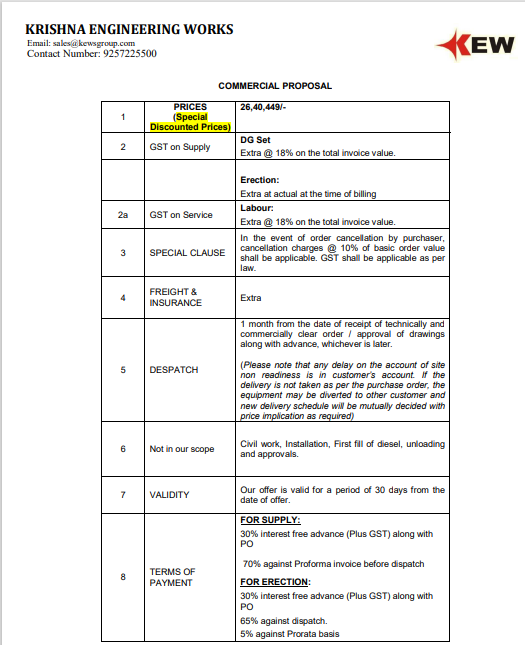 KRISHNA ENGINEERING WORKS
Email: sales@kewsgroup.com
Contact Number: 9257225500
KEW
COMMERCIAL PROPOSAL
1
PRICES
(Special
Discounted Prices)
26,40,449/-
2
GST on Supply
DG Set
Extra @ 18% on the total invoice value.
Erection:
Extra at actual at the time of billing
2a
GST on Service
Labour:
Extra @ 18% on the total invoice value.
3
SPECIAL CLAUSE
In the event of order cancellation by purchaser,
cancellation charges @ 10% of basic order value
shall be applicable. GST shall be applicable as per
law.
4
FREIGHT &
INSURANCE
Extra
5
DESPATCH
1 month from the date of receipt of technically and
commercially clear order / approval of drawings
along with advance, whichever is later.
(Please note that any delay on the account of site
non readiness is in customer's account. If the
delivery is not taken as per the purchase order, the
equipment may be diverted to other customer and
new delivery schedule will be mutually decided with
price implication as required)
6
Not in our scope
Civil work, Installation, First fill of diesel, unloading
and approvals.
7
VALIDITY
Our offer is valid for a period of 30 days from the
date of offer.
8
TERMS OF
PAYMENT
FOR SUPPLY:
30% interest free advance (Plus GST) along with
PO
70% against Proforma invoice before dispatch
FOR ERECTION:
30% interest free advance (Plus GST) along with
PO
65% against dispatch.
5% against Prorata basis